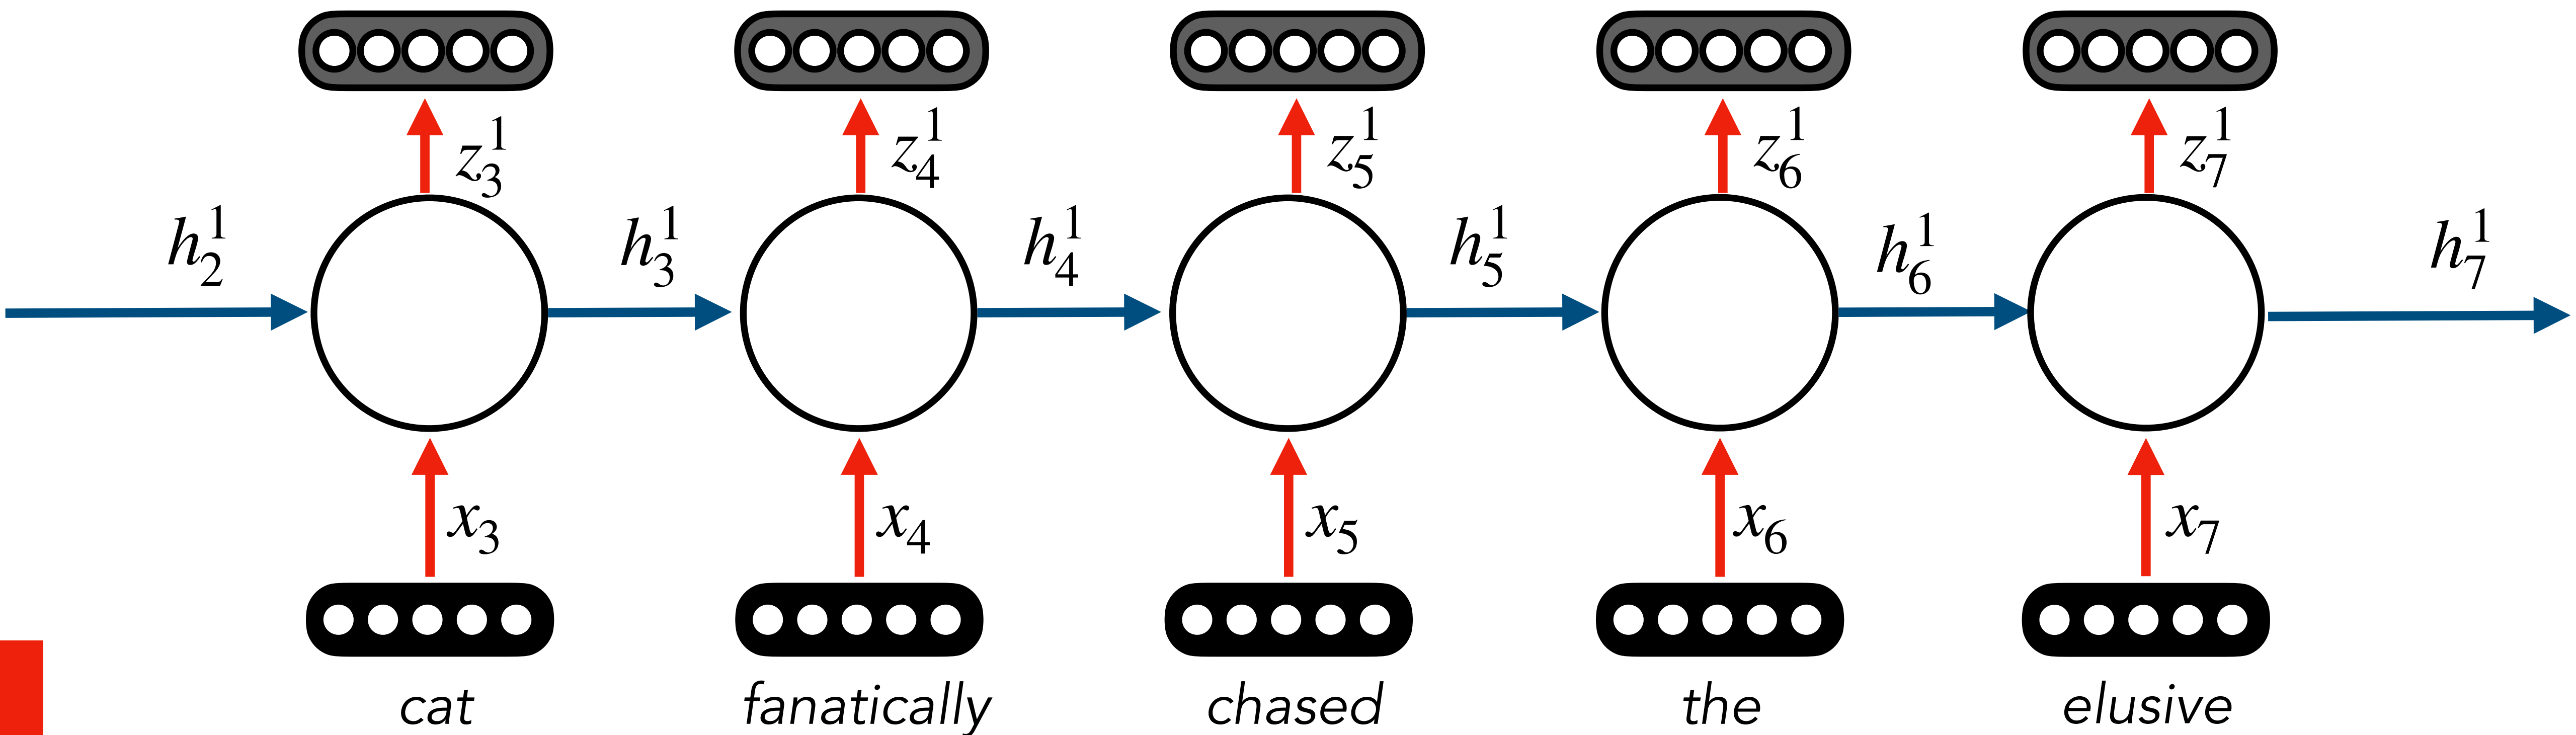 z_3^1 z_4^1 z_5^1 z_6^1 z_7^1
h_2^1 h_3^1 h_4^1 h_5^1 h_6^1 h_7^1
x_3 x_4 x_5 x_6 x_7
cat fanatically chased the elusive